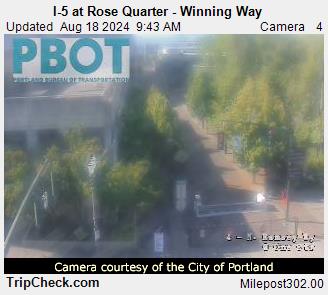 I-5 at Rose Quarter - Winning Way
Updated Aug 18 2024 9:43 AM Camera 4
PBOT
PORTLAND BUREAU OF TRANSPORTATION
Camera courtesy of the City of Portland
TripCheck.com Milepost302.00